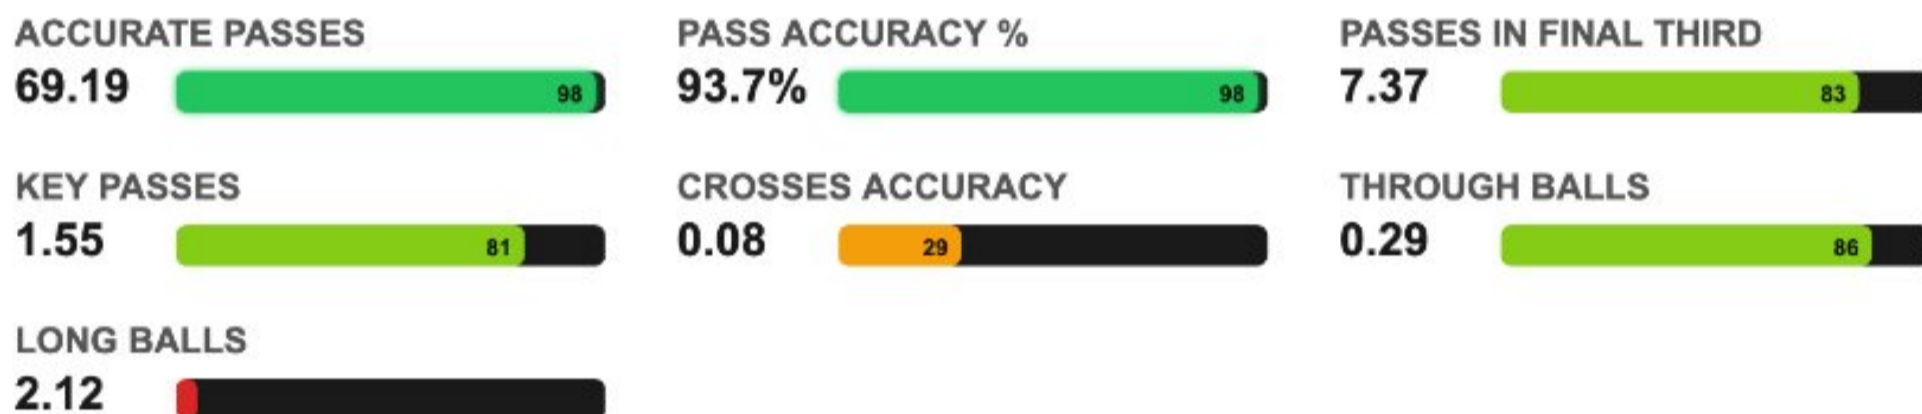 ACCURATE PASSES
69.19 98
PASS ACCURACY %
93.7% 98
PASSES IN FINAL THIRD
7.37 83
KEY PASSES
1.55 81
CROSSES ACCURACY
0.08 29
THROUGH BALLS
0.29 86
LONG BALLS
2.12